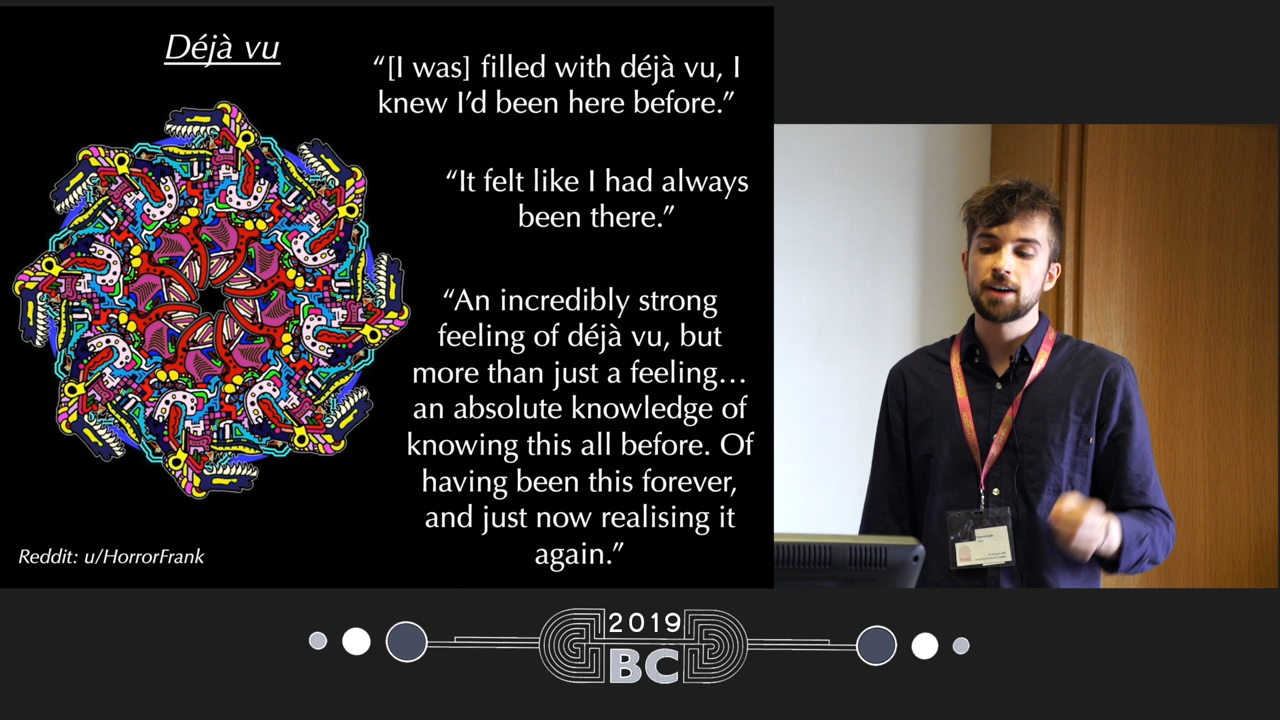 Déjà vu
“[I was] filled with déjà vu, I
knew I’d been here before.”
“It felt like I had always
been there.”
“An incredibly strong
feeling of déjà vu, but
more than just a feeling…
an absolute knowledge of
knowing this all before. Of
having been this forever,
and just now realising it
again.”
Reddit: u/HorrorFrank
2019
BC